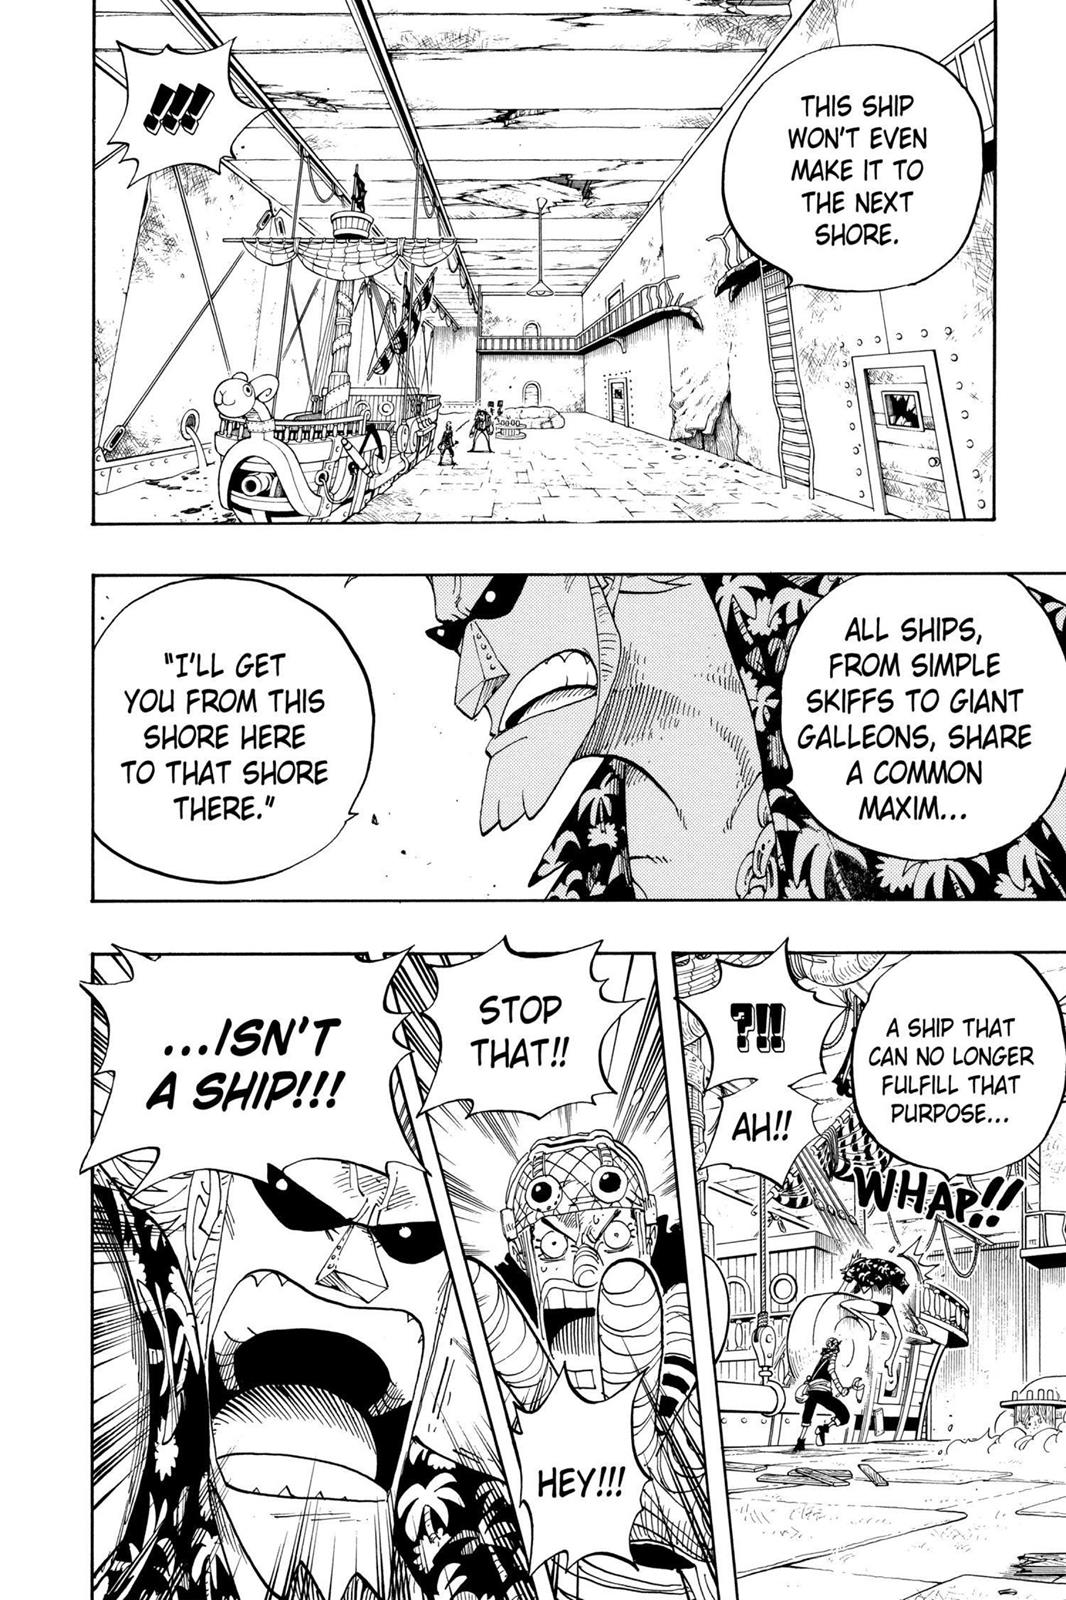 THIS SHIP
WON'T EVEN
MAKE IT TO
THE NEXT
SHORE.
!!!
ALL SHIPS,
FROM SIMPLE
SKIFFS TO GIANT
GALLEONS, SHARE
A COMMON
MAXIM...
"I'LL GET
YOU FROM THIS
SHORE HERE
TO THAT SHORE
THERE."
A SHIP THAT
CAN NO LONGER
FULFILL THAT
PURPOSE...
?!!
AH!!
WHAP!!
STOP
THAT!!
HEY!!!
...ISN'T
A SHIP!!!